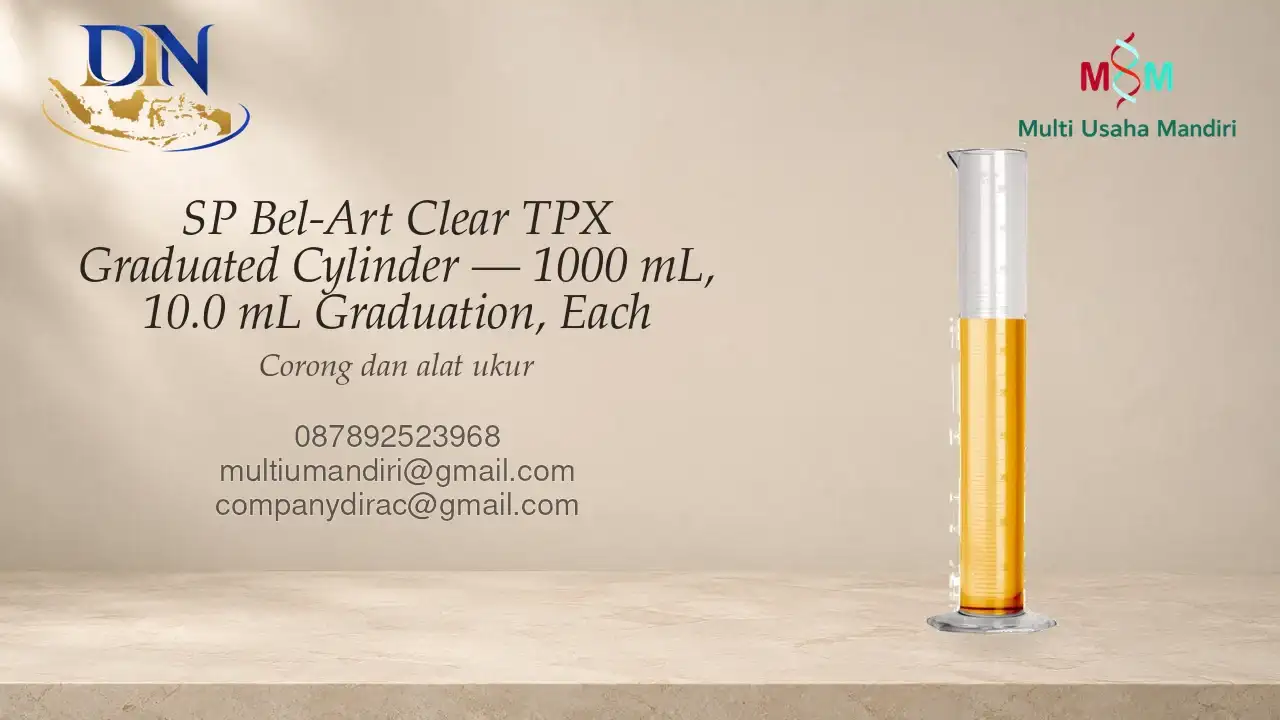 DIN
M M
Multi Usaha Mandiri
SP Bel-Art Clear TPX
Graduated Cylinder — 1000 mL,
10.0 mL Graduation, Each
Corong dan alat ukur
087892523968
multiumandiri@gmail.com
companydirac@gmail.com